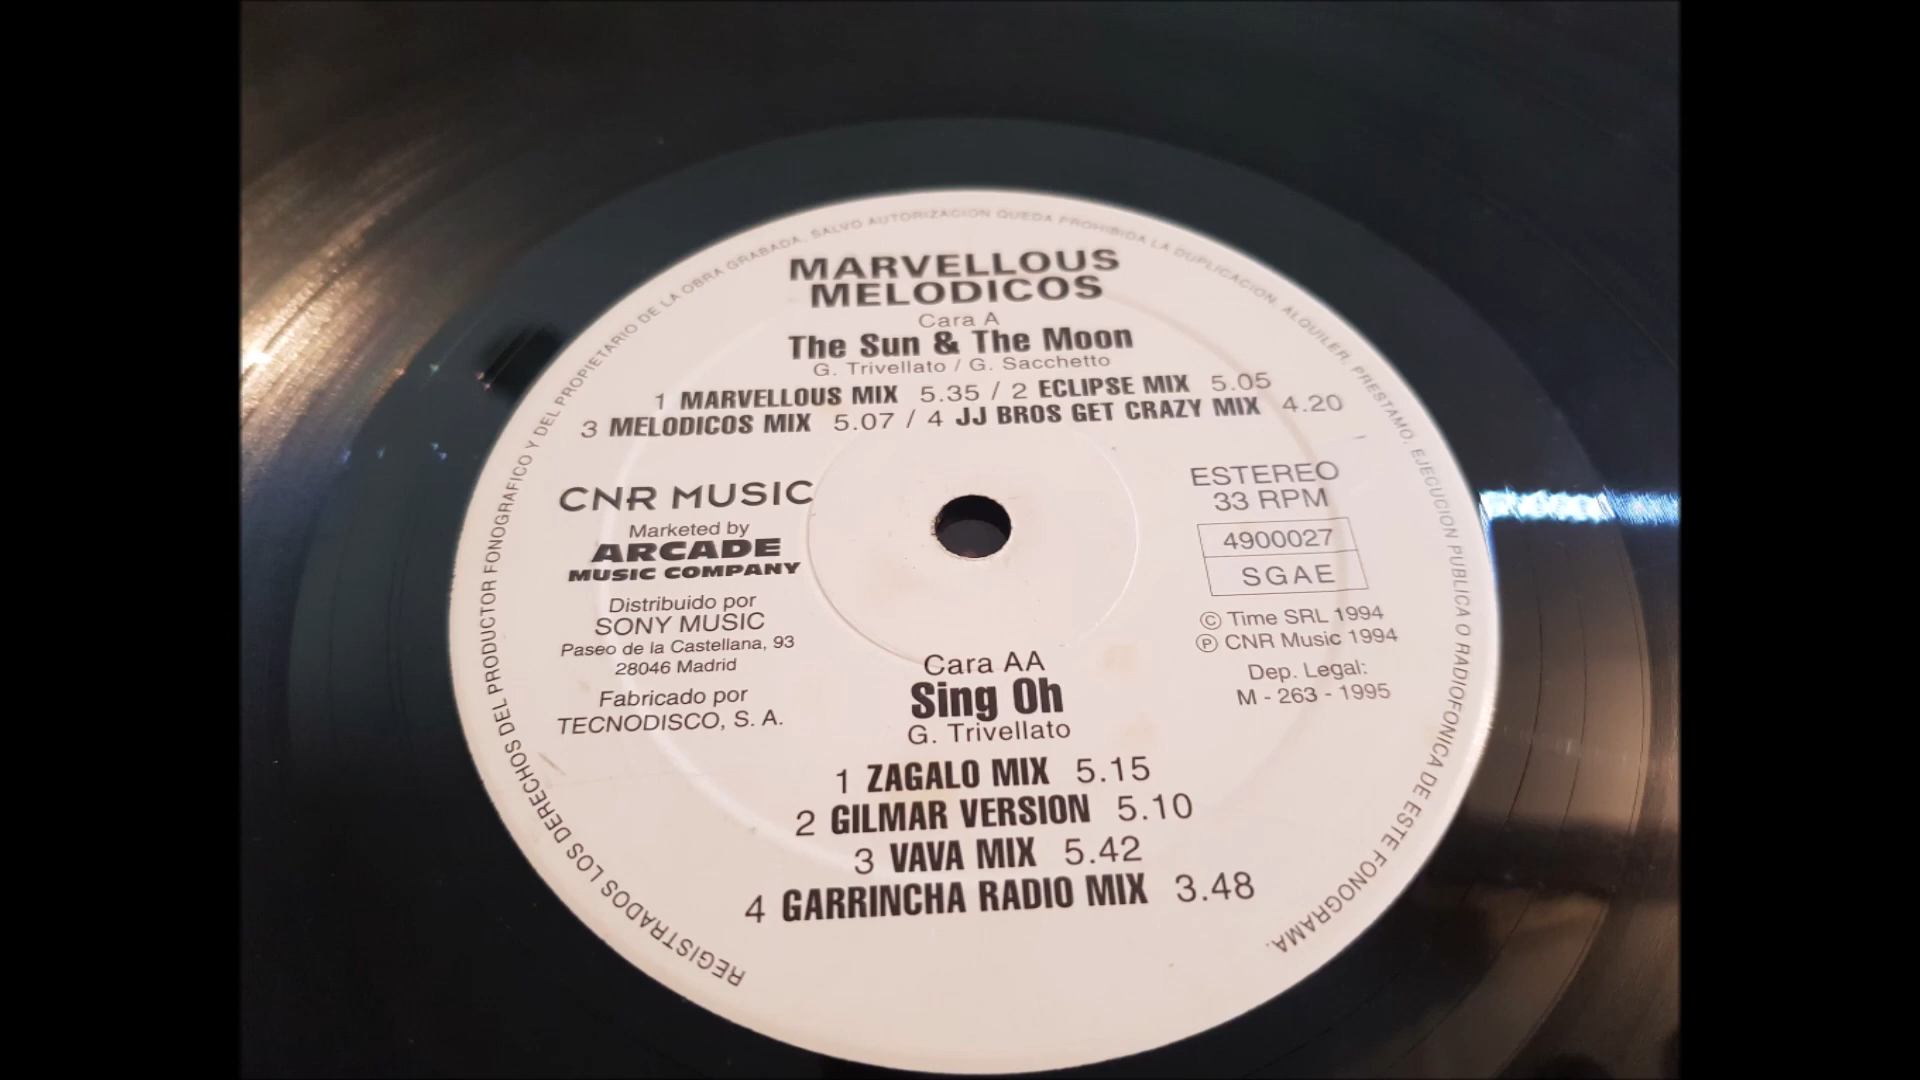 REGISTRADOS LOS DERECHOS DEL PRODUCTOR FONOGRAFICO Y DEL PROPIETARIO DE LA OBRA GRABADA. SALVO AUTORIZACION QUEDA PROHIBIDA LA DUPLICACION, ALQUILER, PRESTAMO, EJECUCION PUBLICA O RADIOFONICA DE ESTE FONOGRAMA.
MARVELLOUS
MELODICOS
Cara A
The Sun & The Moon
G. Trivellato / G. Sacchetto
1 MARVELLOUS MIX 5.35 / 2 ECLIPSE MIX 5.05
3 MELODICOS MIX 5.07 / 4 JJ BROS GET CRAZY MIX 4.20
CNR MUSIC
Marketed by
ARCADE
MUSIC COMPANY
Distribuido por
SONY MUSIC
Paseo de la Castellana, 93
28046 Madrid
Fabricado por
TECNODISCO, S. A.
ESTEREO
33 RPM
4900027
SGAE
© Time SRL 1994
℗ CNR Music 1994
Dep. Legal:
M - 263 - 1995
Cara AA
Sing Oh
G. Trivellato
1 ZAGALO MIX 5.15
2 GILMAR VERSION 5.10
3 VAVA MIX 5.42
4 GARRINCHA RADIO MIX 3.48